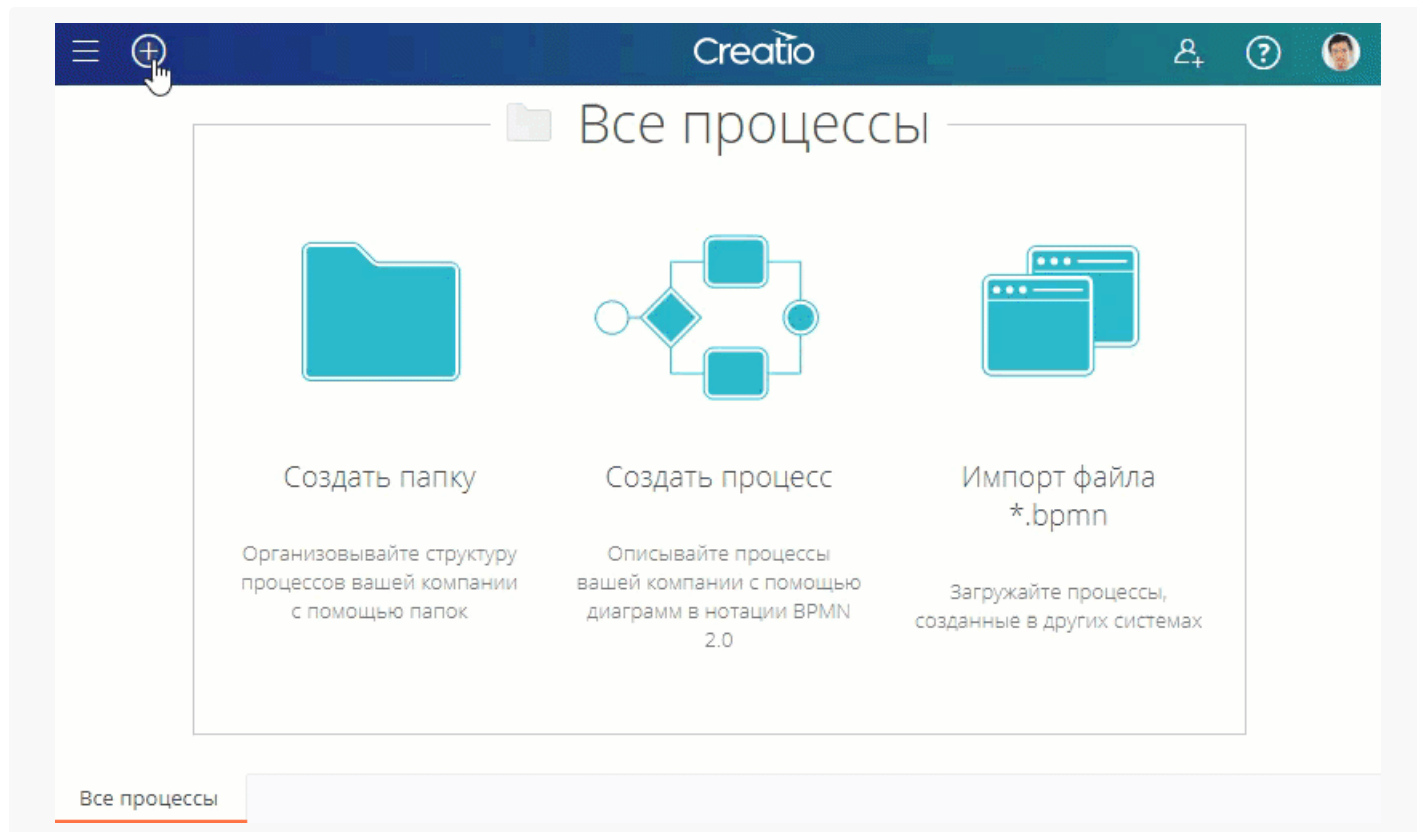 Creatio
Все процессы
Создать папку
Организовывайте структуру
процессов вашей компании
с помощью папок
Создать процесс
Описывайте процессы
вашей компании с помощью
диаграмм в нотации BPMN
2.0
Импорт файла
*.bpmn
Загружайте процессы,
созданные в других системах
Все процессы